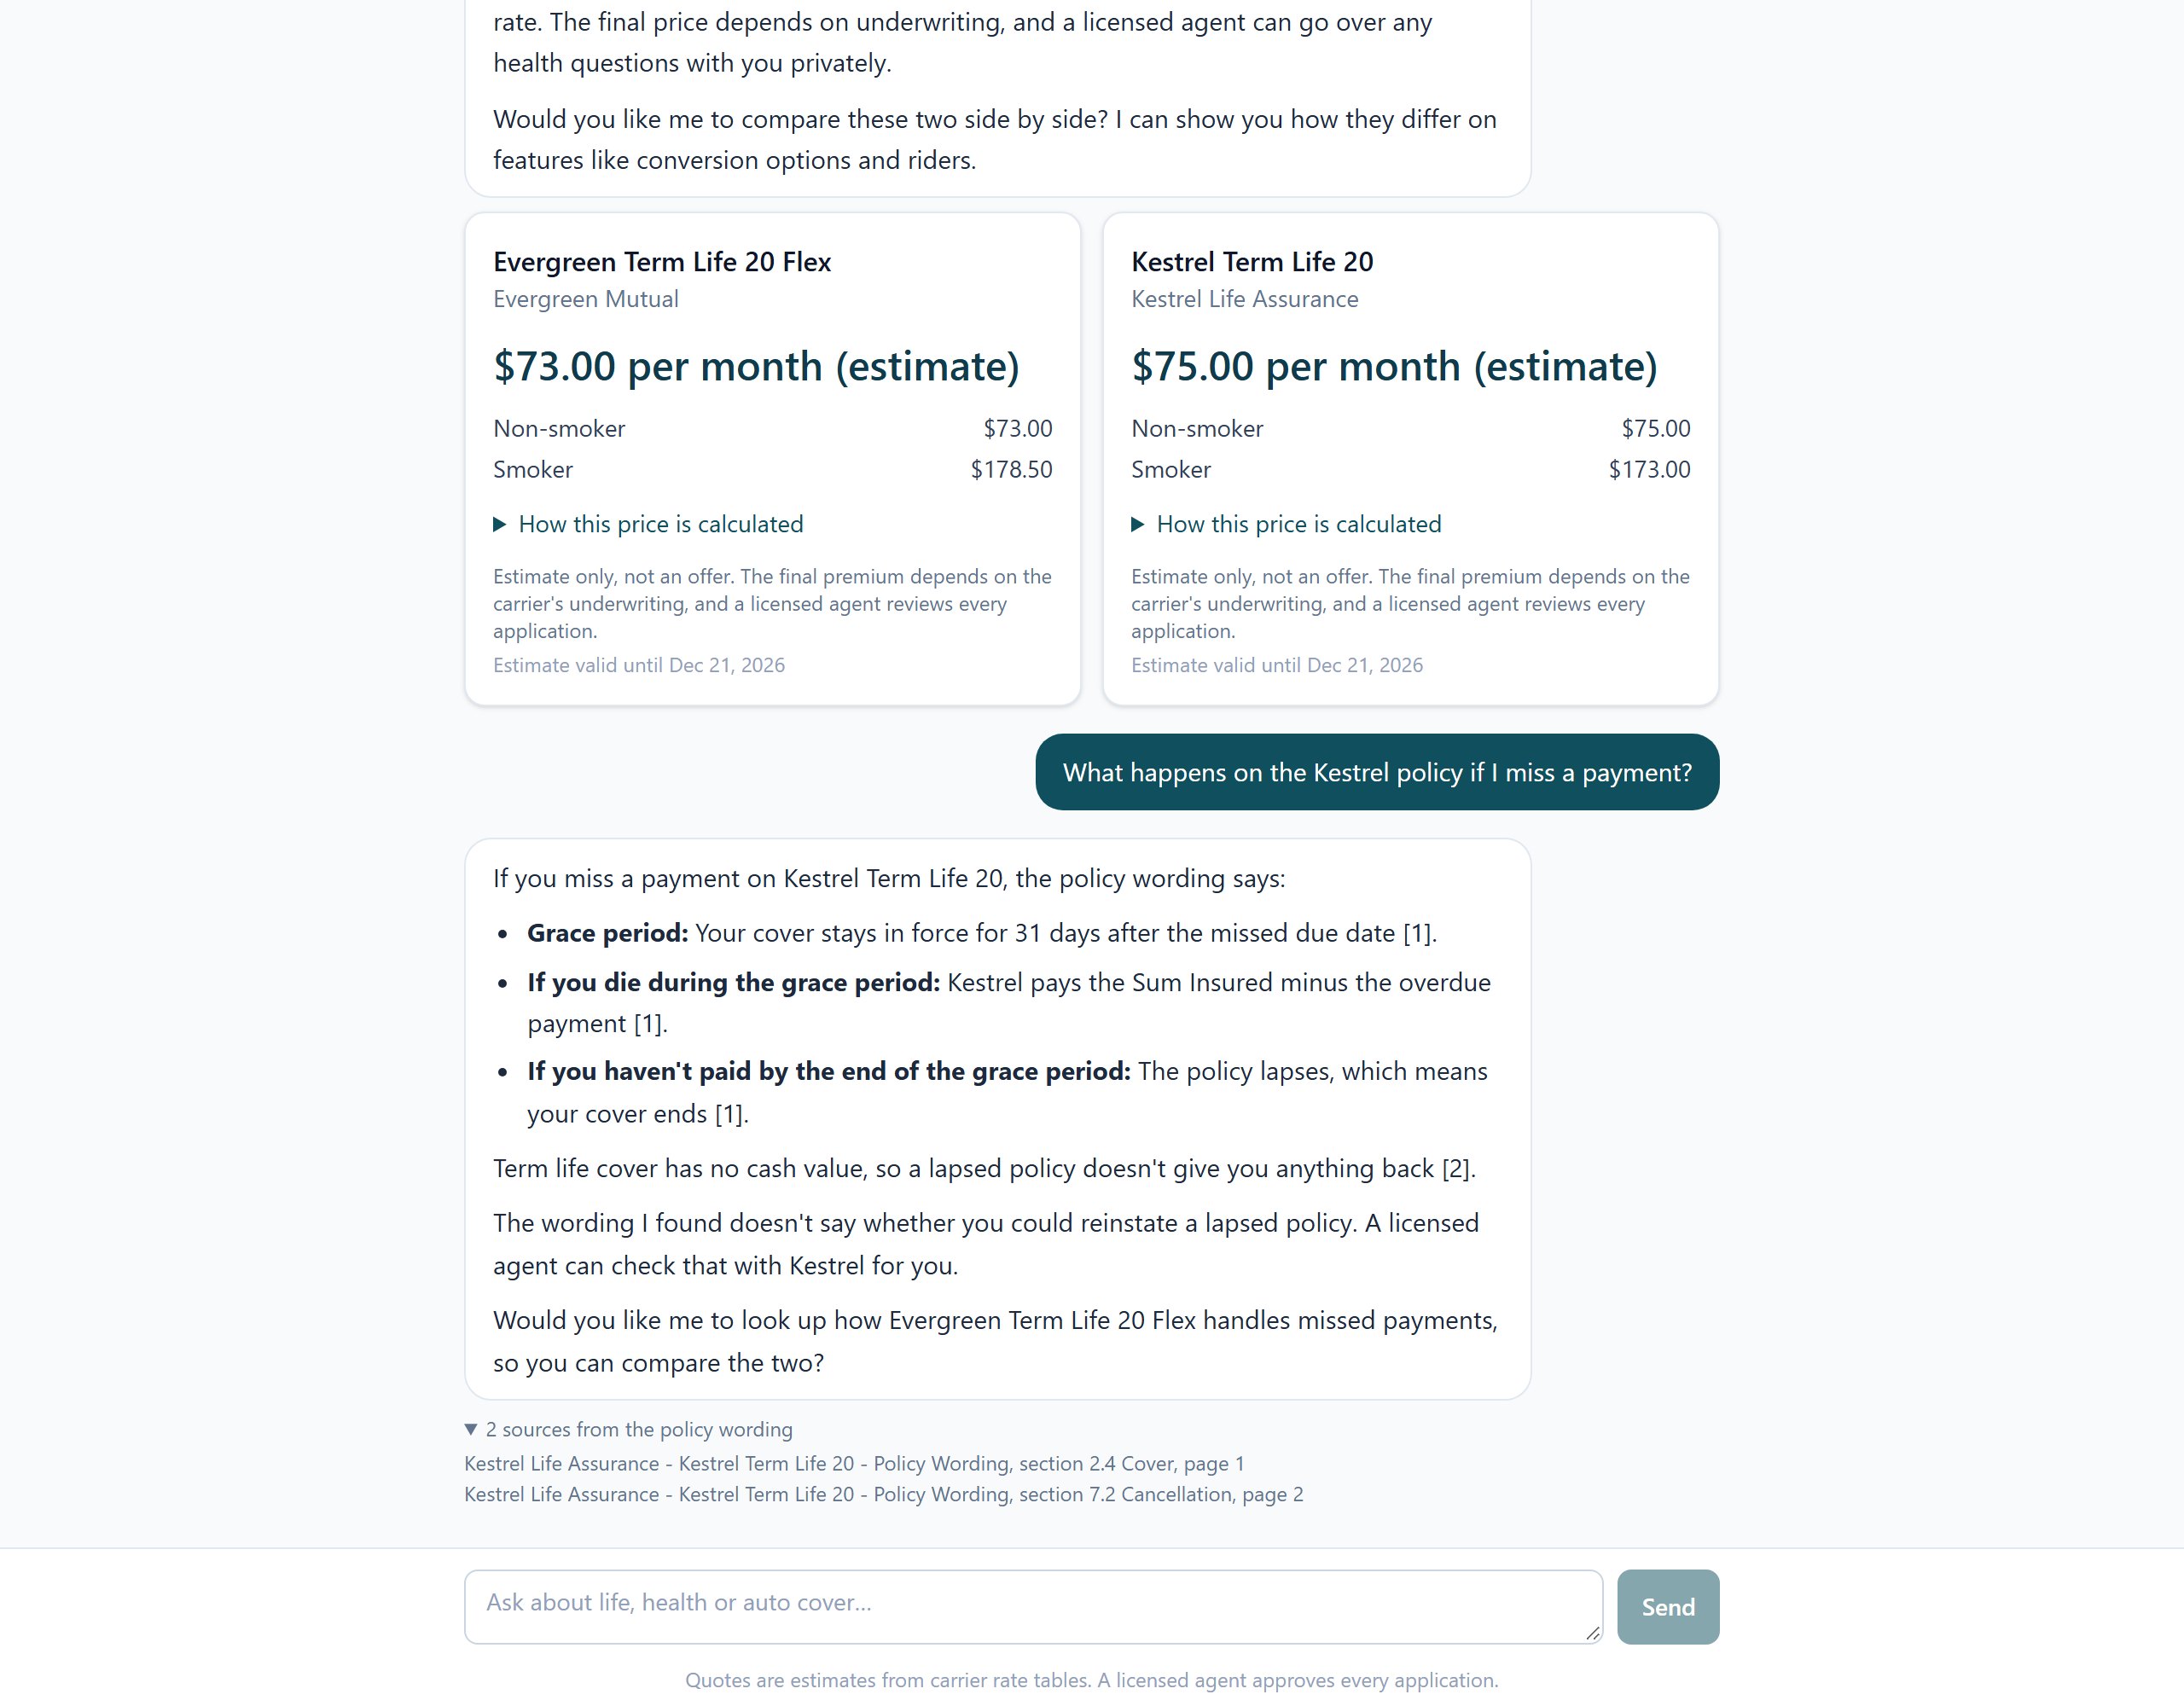 rate. The final price depends on underwriting, and a licensed agent can go over any
health questions with you privately.
Would you like me to compare these two side by side? I can show you how they differ on
features like conversion options and riders.
Evergreen Term Life 20 Flex
Evergreen Mutual
$73.00 per month (estimate)
Non-smoker $73.00
Smoker $178.50
How this price is calculated
Estimate only, not an offer. The final premium depends on the
carrier's underwriting, and a licensed agent reviews every
application.
Estimate valid until Dec 21, 2026
Kestrel Term Life 20
Kestrel Life Assurance
$75.00 per month (estimate)
Non-smoker $75.00
Smoker $173.00
How this price is calculated
Estimate only, not an offer. The final premium depends on the
carrier's underwriting, and a licensed agent reviews every
application.
Estimate valid until Dec 21, 2026
What happens on the Kestrel policy if I miss a payment?
If you miss a payment on Kestrel Term Life 20, the policy wording says:
• Grace period: Your cover stays in force for 31 days after the missed due date [1].
• If you die during the grace period: Kestrel pays the Sum Insured minus the overdue
payment [1].
• If you haven't paid by the end of the grace period: The policy lapses, which means
your cover ends [1].
Term life cover has no cash value, so a lapsed policy doesn't give you anything back [2].
The wording I found doesn't say whether you could reinstate a lapsed policy. A licensed
agent can check that with Kestrel for you.
Would you like me to look up how Evergreen Term Life 20 Flex handles missed payments,
so you can compare the two?
2 sources from the policy wording
Kestrel Life Assurance - Kestrel Term Life 20 - Policy Wording, section 2.4 Cover, page 1
Kestrel Life Assurance - Kestrel Term Life 20 - Policy Wording, section 7.2 Cancellation, page 2
Ask about life, health or auto cover...
Send
Quotes are estimates from carrier rate tables. A licensed agent approves every application.